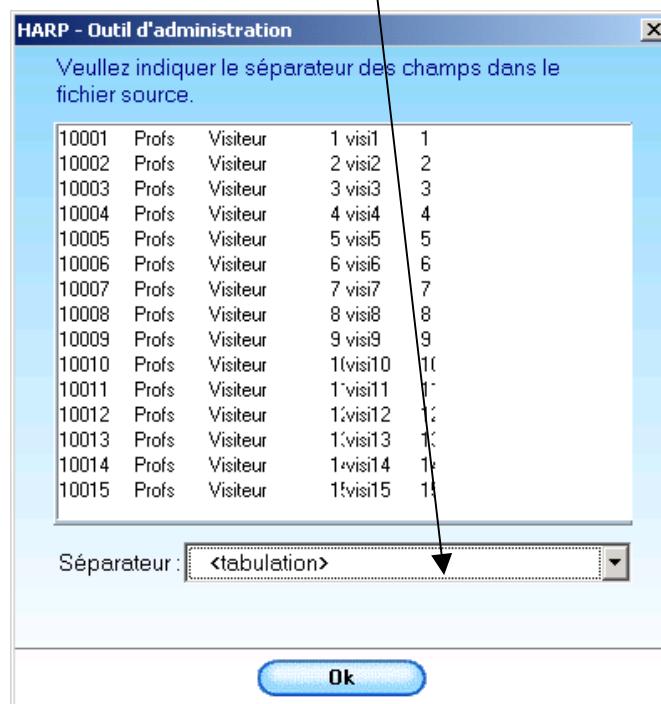 HARP - Outil d'administration
Veullez indiquer le séparateur des champs dans le
fichier source.
10001 Profs Visiteur 1 visi1 1
10002 Profs Visiteur 2 visi2 2
10003 Profs Visiteur 3 visi3 3
10004 Profs Visiteur 4 visi4 4
10005 Profs Visiteur 5 visi5 5
10006 Profs Visiteur 6 visi6 6
10007 Profs Visiteur 7 visi7 7
10008 Profs Visiteur 8 visi8 8
10009 Profs Visiteur 9 visi9 9
10010 Profs Visiteur visi10
10011 Profs Visiteur visi11
10012 Profs Visiteur visi12
10013 Profs Visiteur visi13
10014 Profs Visiteur visi14
10015 Profs Visiteur visi15
Séparateur : <tabulation>
Ok